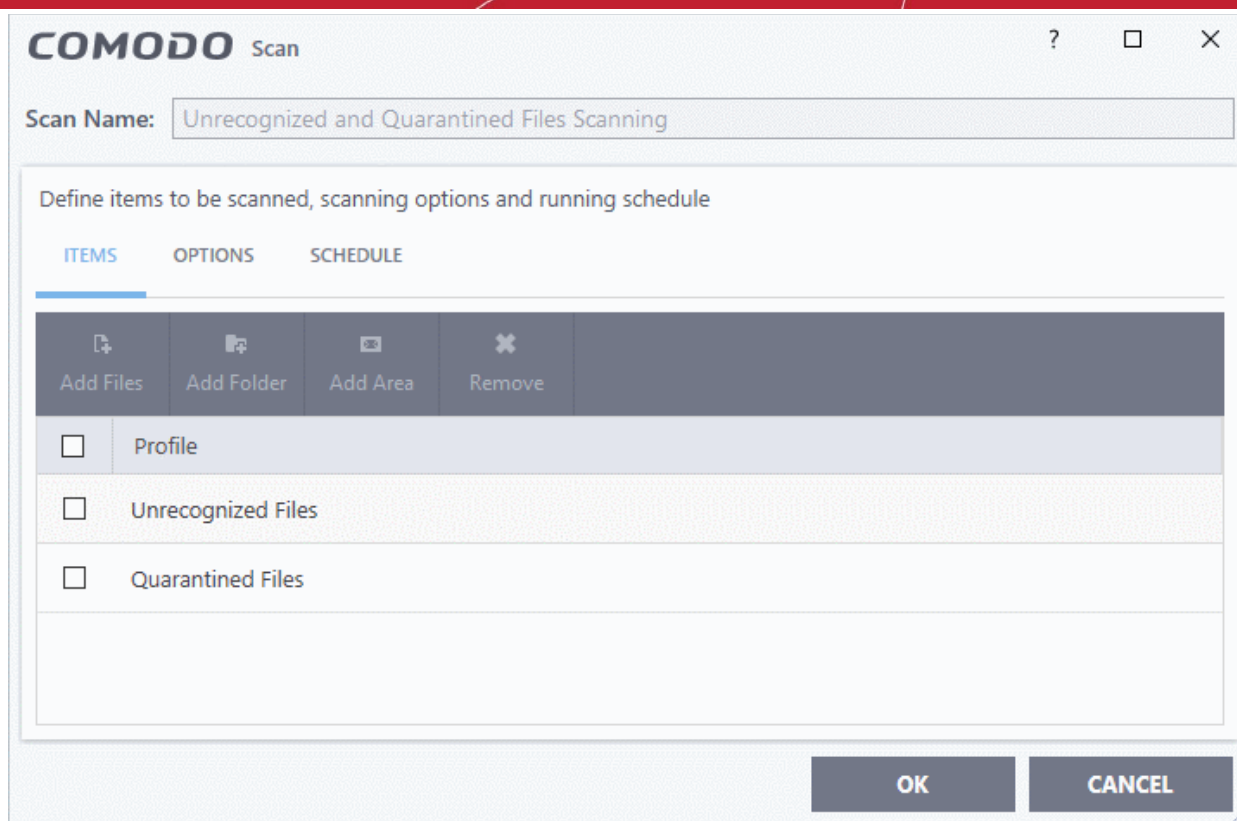 COMODO Scan ?
Scan Name: Unrecognized and Quarantined Files Scanning
Define items to be scanned, scanning options and running schedule
ITEMS OPTIONS SCHEDULE
Add Files Add Folder Add Area Remove
Profile
Unrecognized Files
Quarantined Files
OK CANCEL